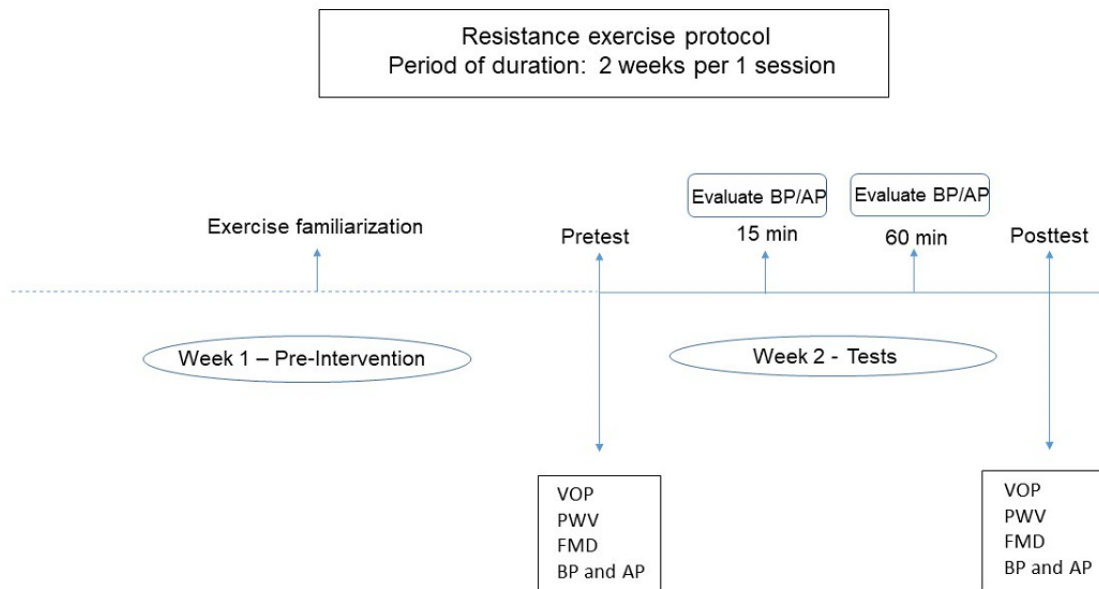 Resistance exercise protocol
Period of duration:  2 weeks per 1 session
Evaluate BP/AP
Evaluate BP/AP
Exercise familiarization
Pretest
15 min
60 min
Posttest
Week 1 – Pre-Intervention
Week 2 - Tests
VOP
PWV
FMD
BP and AP
VOP
PWV
FMD
BP and AP